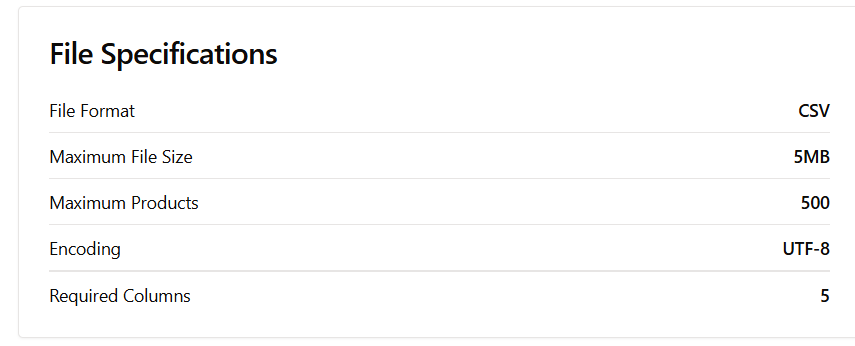 File Specifications
File Format CSV
Maximum File Size 5MB
Maximum Products 500
Encoding UTF-8
Required Columns 5